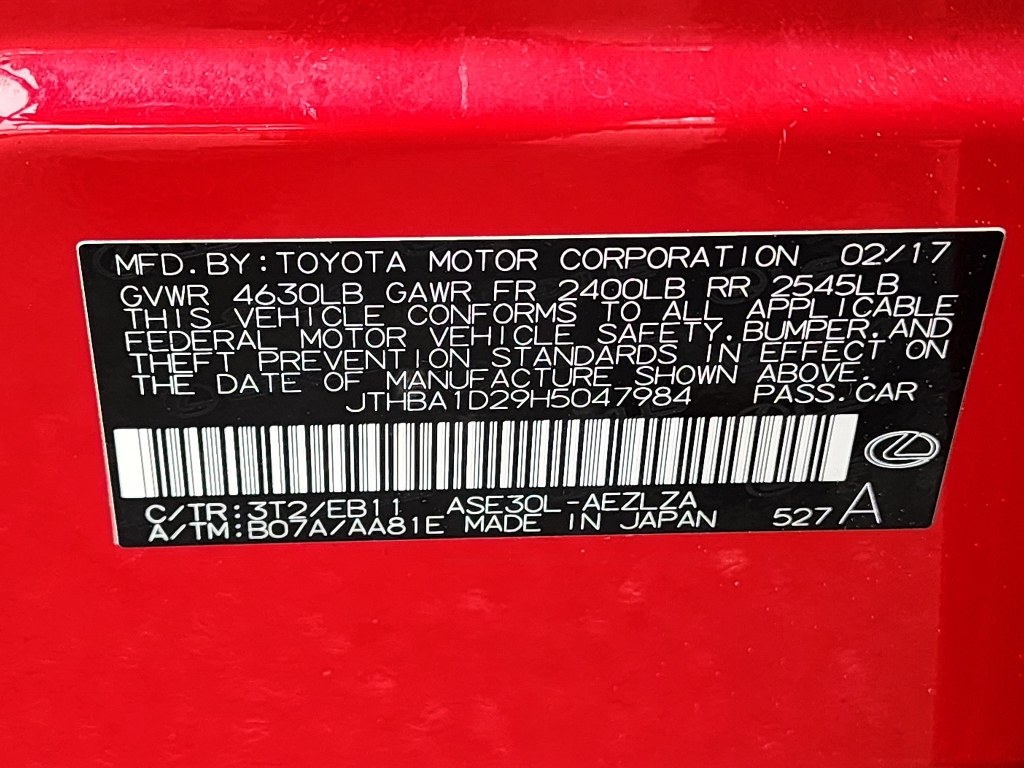 MFD.BY:TOYOTA MOTOR CORPORATION 02/17
GVWR 4630LB GAWR FR 2400LB RR 2545LB
THIS VEHICLE CONFORMS TO ALL APPLICABLE
FEDERAL MOTOR VEHICLE SAFETY.BUMPER.AND
THEFT PREVENTION STANDARDS IN EFFECT ON
THE DATE OF MANUFACTURE SHOWN ABOVE.
JTHBA1D29H5047984 PASS.CAR
C/TR:3T2/EB11 ASE30L-AEZLZA
A/TM:B07A/AA81E MADE IN JAPAN 527 A